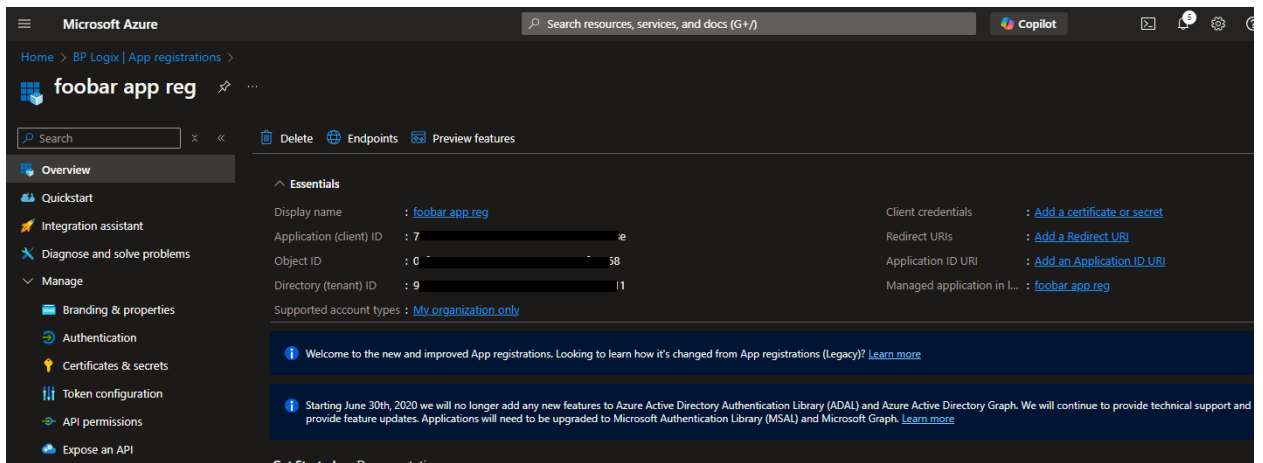 Microsoft Azure
Search resources, services, and docs (G+/)
Copilot
5
Home > BP Logix | App registrations >
foobar app reg
Search
Delete
Endpoints
Preview features
Overview
Quickstart
Integration assistant
Diagnose and solve problems
Manage
Branding & properties
Authentication
Certificates & secrets
Token configuration
API permissions
Expose an API
Essentials
Display name : foobar app reg
Application (client) ID : 7
Object ID : 0 58
Directory (tenant) ID : 9
Supported account types : My organization only
Client credentials : Add a certificate or secret
Redirect URIs : Add a Redirect URI
Application ID URI : Add an Application ID URI
Managed application in l... : foobar app reg
Welcome to the new and improved App registrations. Looking to learn how it's changed from App registrations (Legacy)? Learn more
Starting June 30th, 2020 we will no longer add any new features to Azure Active Directory Authentication Library (ADAL) and Azure Active Directory Graph. We will continue to provide technical support and
provide feature updates. Applications will need to be upgraded to Microsoft Authentication Library (MSAL) and Microsoft Graph. Learn more